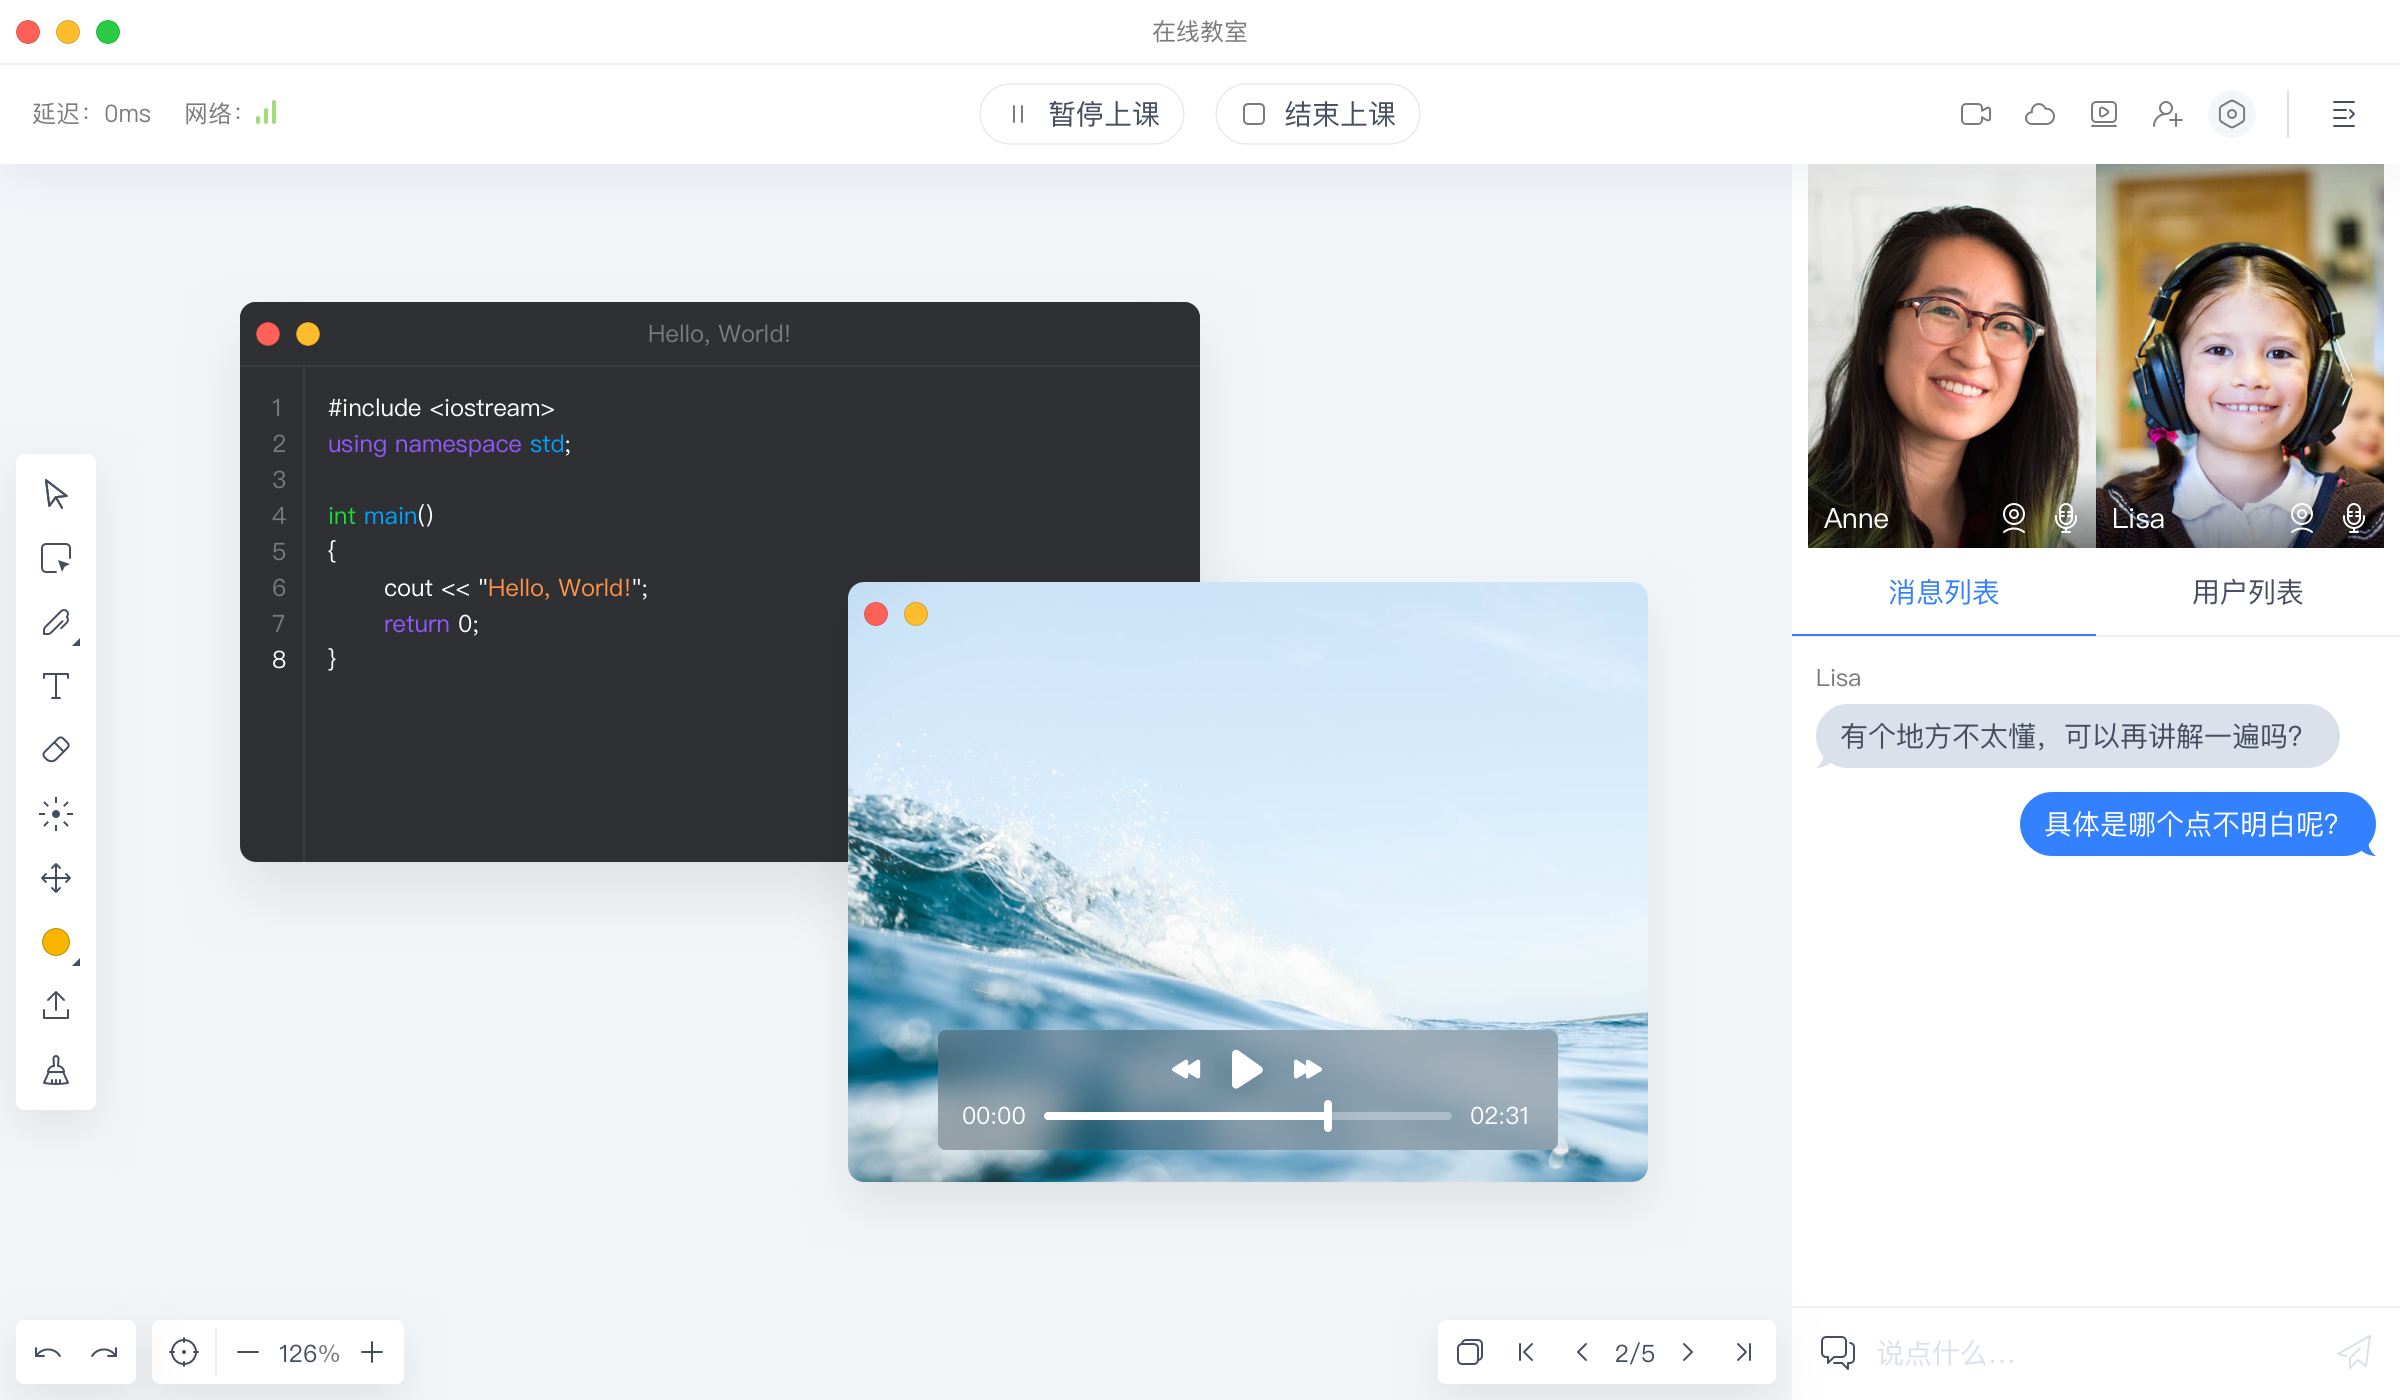 在线教室
延迟：0ms 网络：
暂停上课
结束上课
Hello, World!
1 #include <iostream>
2 using namespace std;
3
4 int main()
5 {
6 cout << "Hello, World!";
7 return 0;
8 }
00:00
02:31
Anne
Lisa
消息列表
用户列表
Lisa
有个地方不太懂，可以再讲解一遍吗？
具体是哪个点不明白呢？
126%
2/5
说点什么...